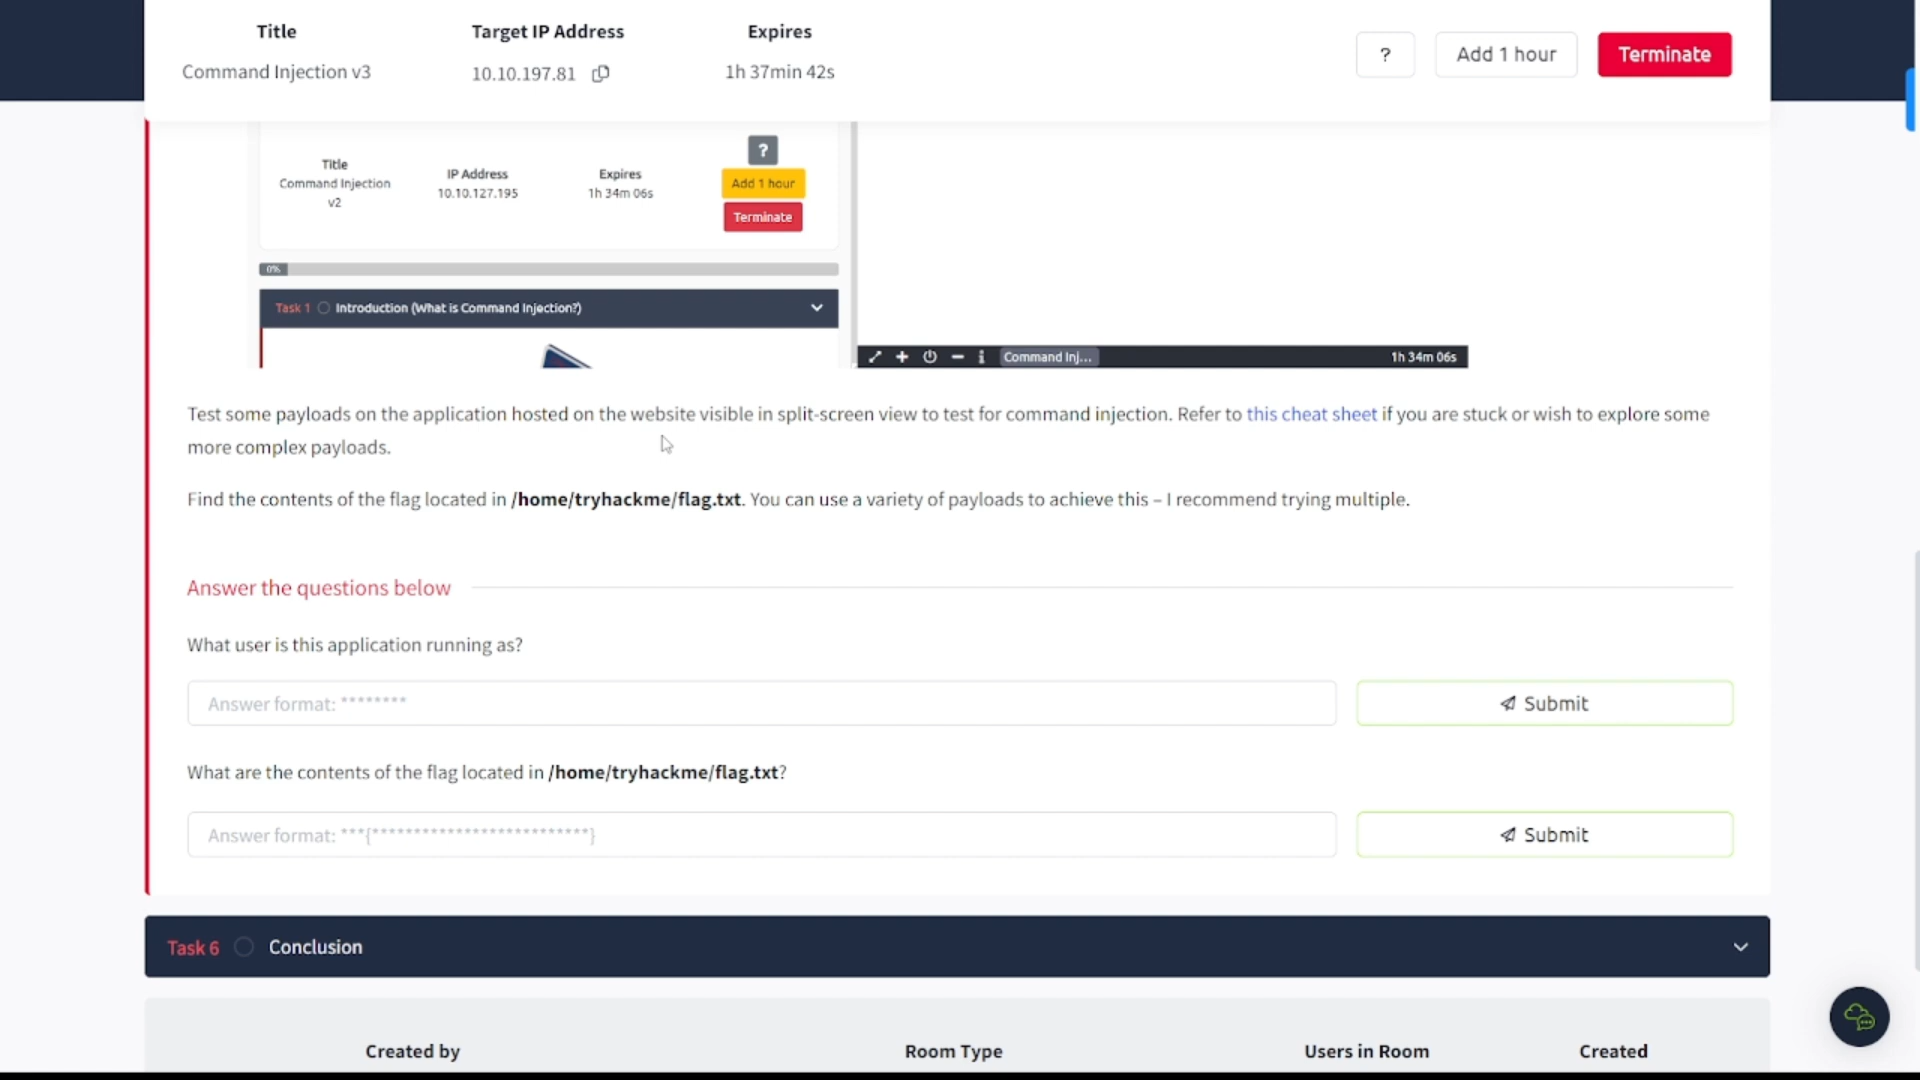 Title
Target IP Address
Expires
Command Injection v3
10.10.197.81
1h 37min 42s
?
Add 1 hour
Terminate
Title
Command Injection
v2
IP Address
10.10.127.195
Expires
1h 34m 06s
?
Add 1 hour
Terminate
0%
Task 1 Introduction (What is Command Injection?)
Command Inj...
1h 34m 06s
Test some payloads on the application hosted on the website visible in split-screen view to test for command injection. Refer to this cheat sheet if you are stuck or wish to explore some
more complex payloads.
Find the contents of the flag located in /home/tryhackme/flag.txt. You can use a variety of payloads to achieve this – I recommend trying multiple.
Answer the questions below
What user is this application running as?
Answer format: ********
Submit
What are the contents of the flag located in /home/tryhackme/flag.txt?
Answer format: ***{**************************}
Submit
Task 6 Conclusion
Created by
Room Type
Users in Room
Created